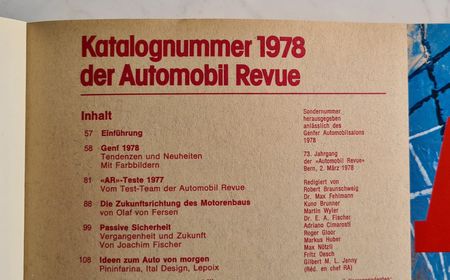 Katalognummer 1978
der Automobil Revue
Inhalt
57 Einführung
58 Genf 1978
Tendenzen und Neuheiten
Mit Farbbildern
81 «AR»-Teste 1977
Vom Test-Team der Automobil Revue
88 Die Zukunftsrichtung des Motorenbaus
von Olaf von Fersen
99 Passive Sicherheit
Vergangenheit und Zukunft
Von Joachim Fischer
108 Ideen zum Auto von morgen
Pininfarina, Ital Design, Lepoix
Sondernummer
herausgegeben
anlässlich des
Genfer Automobilsalons
1978
73. Jahrgang
der «Automobil Revue»
Bern, 2. März 1978
Redigiert von
Robert Braunschweig
Dr. Max Fehlmann
Kuno Brunner
Martin Wyler
Dr. E. A. Fischer
Adriano Cimarosti
Roger Gloor
Markus Huber
Max Nötzli
Fritz Oesch
Gilbert M. L. Jenny
(Réd. en chef RA)